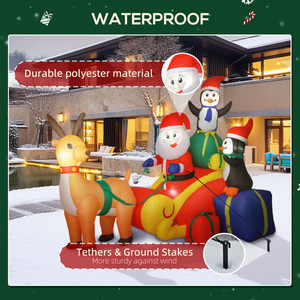 WATERPROOF
Durable polyester material
Tethers & Ground Stakes
More sturdy against wind